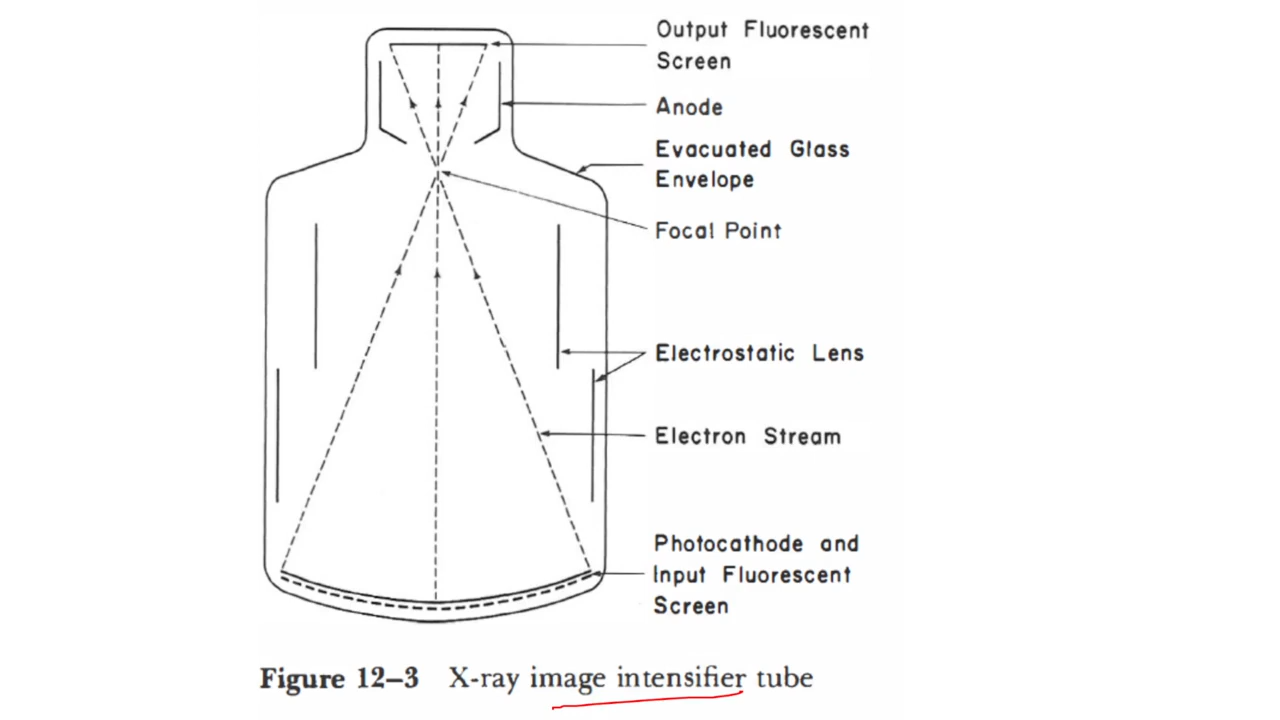 Output Fluorescent
Screen
Anode
Evacuated Glass
Envelope
Focal Point
Electrostatic Lens
Electron Stream
Photocathode and
Input Fluorescent
Screen
Figure 12–3 X-ray image intensifier tube